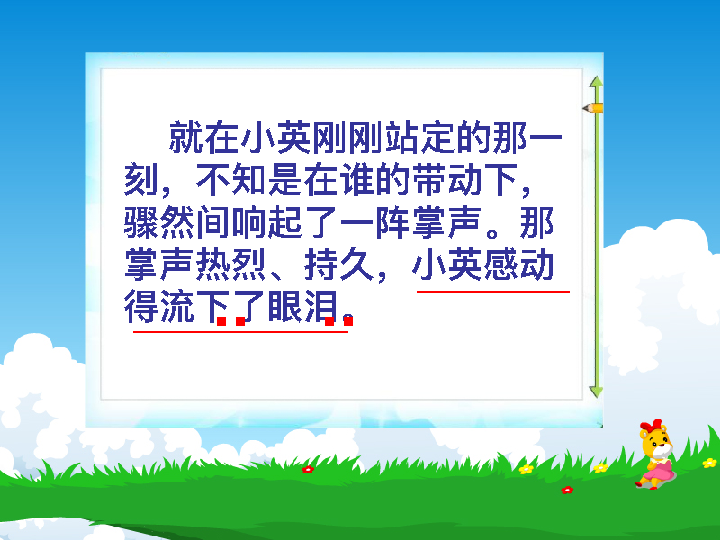 就在小英刚刚站定的那一
刻，不知是在谁的带动下，
骤然间响起了一阵掌声。那
掌声热烈、持久，小英感动
得流下了眼泪。